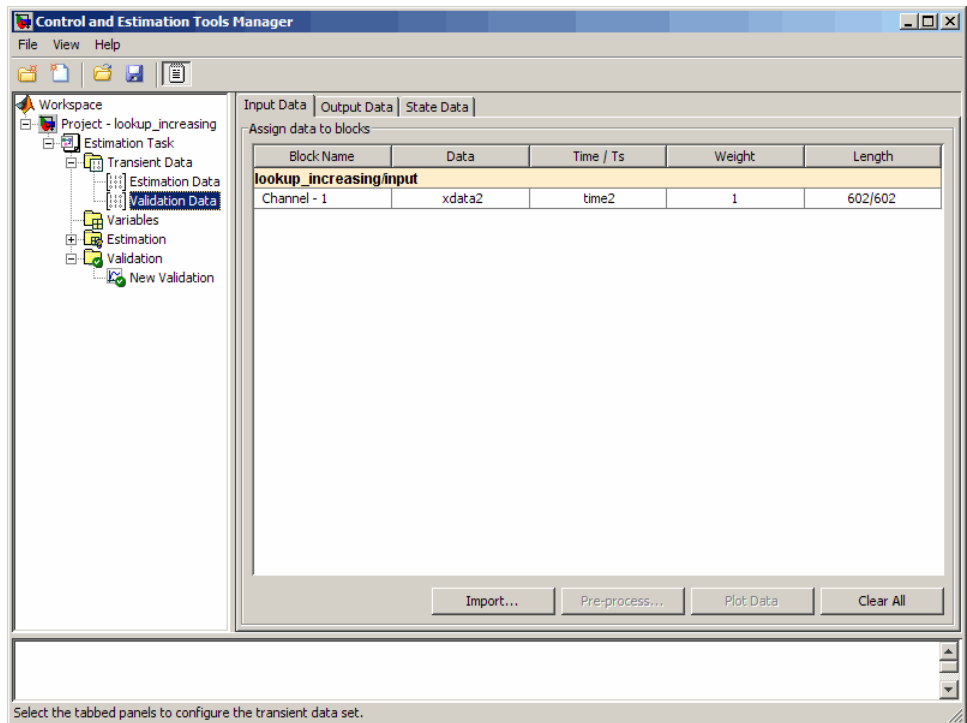 Control and Estimation Tools Manager
File View Help
Workspace
Project - lookup_increasing
Estimation Task
Transient Data
Estimation Data
Validation Data
Variables
Estimation
Validation
New Validation
Input Data Output Data State Data
Assign data to blocks
Block Name Data Time / Ts Weight Length
lookup_increasing/input
Channel - 1 xdata2 time2 1 602/602
Import... Pre-process... Plot Data Clear All
Select the tabbed panels to configure the transient data set.